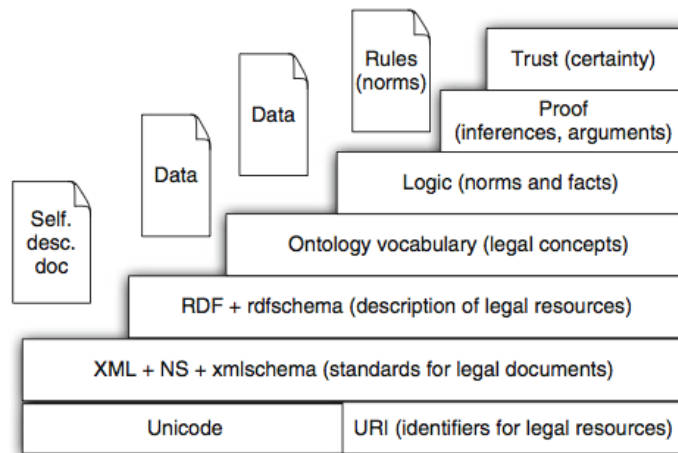 Rules
(norms)
Trust (certainty)
Data
Proof
(inferences, arguments)
Data
Logic (norms and facts)
Self.
desc.
doc
Ontology vocabulary (legal concepts)
RDF + rdfschema (description of legal resources)
XML + NS + xmlschema (standards for legal documents)
Unicode
URI (identifiers for legal resources)